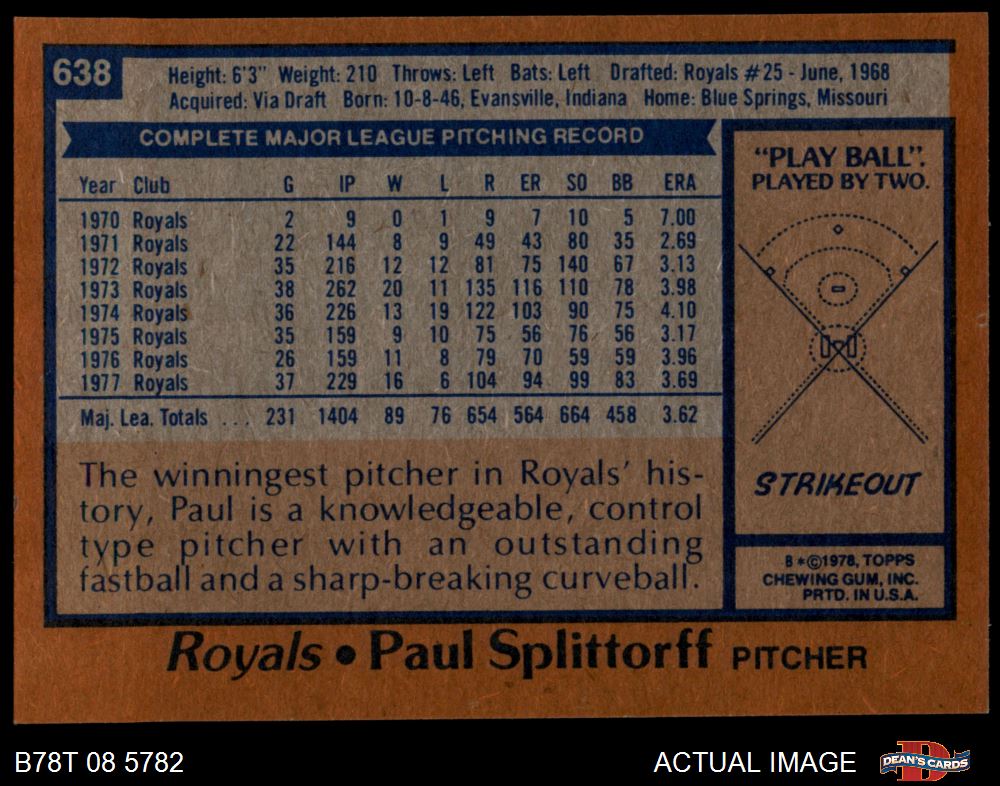 638
Height: 6'3" Weight: 210 Throws: Left Bats: Left Drafted: Royals #25 - June, 1968
Acquired: Via Draft Born: 10-8-46, Evansville, Indiana Home: Blue Springs, Missouri
COMPLETE MAJOR LEAGUE PITCHING RECORD
Year Club G IP W L R ER SO BB ERA
1970 Royals 2 9 0 1 9 7 10 5 7.00
1971 Royals 22 144 8 9 49 43 80 35 2.69
1972 Royals 35 216 12 12 81 75 140 67 3.13
1973 Royals 38 262 20 11 135 116 110 78 3.98
1974 Royals 36 226 13 19 122 103 90 75 4.10
1975 Royals 35 159 9 10 75 56 76 56 3.17
1976 Royals 26 159 11 8 79 70 59 59 3.96
1977 Royals 37 229 16 6 104 94 99 83 3.69
Maj. Lea. Totals ... 231 1404 89 76 654 564 664 458 3.62
The winningest pitcher in Royals' his-
tory, Paul is a knowledgeable, control
type pitcher with an outstanding
fastball and a sharp-breaking curveball.
"PLAY BALL".
PLAYED BY TWO.
STRIKEOUT
B*©1978, TOPPS
CHEWING GUM, INC.
PRTD. IN U.S.A.
Royals • Paul Splittorff PITCHER
B78T 08 5782
ACTUAL IMAGE
D
DEAN'S CARDS